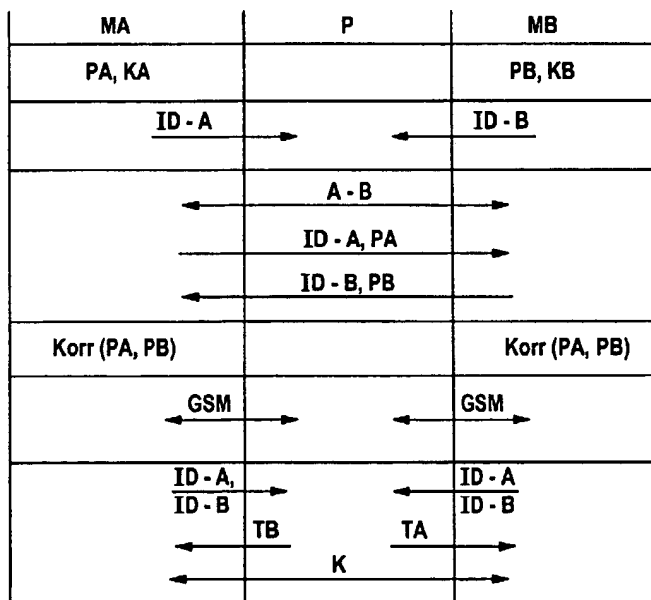 MA P MB
PA, KA PB, KB
ID - A ID - B
A - B
ID - A, PA
ID - B, PB
Korr (PA, PB) Korr (PA, PB)
GSM GSM
ID - A, ID - A
ID - B ID - B
TB TA
K